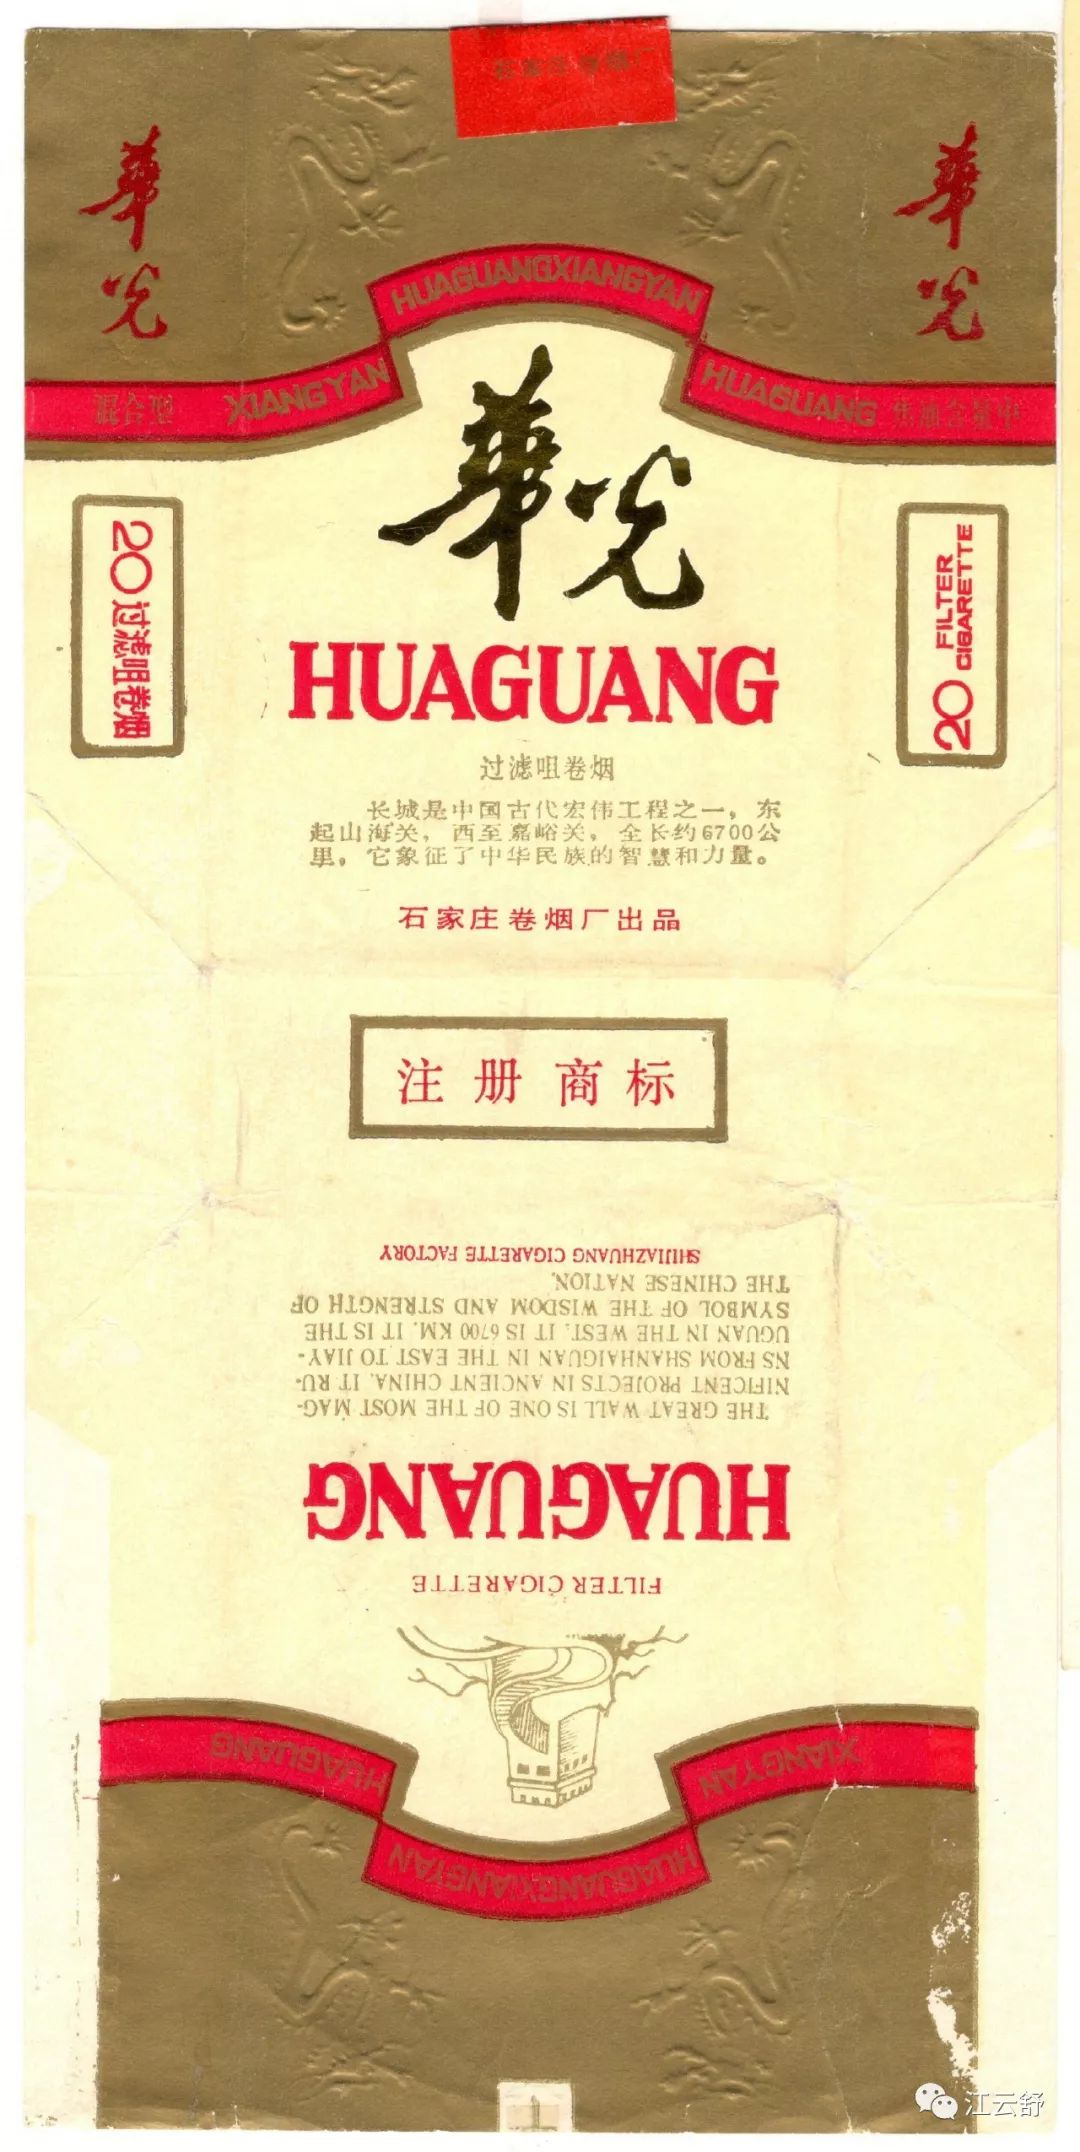 石家庄卷烟厂
華光
華光
HUAGUANGXIANGYAN
混合型
XIANGYAN
HUAGUANG
焦油含量中
華光
20过滤咀卷烟
20 FILTER CIGARETTE
HUAGUANG
过滤咀卷烟
长城是中国古代宏伟工程之一，东
起山海关，西至嘉峪关，全长约6700公
里，它象征了中华民族的智慧和力量。
石家庄卷烟厂出品
注册商标
SHIJIAZHUANG CIGARETTE FACTORY
THE GREAT WALL IS ONE OF THE MOST MAG-
NIFICENT PROJECTS IN ANCIENT CHINA. IT RU-
NS FROM SHANHAIGUAN IN THE EAST TO JIAY-
UGUAN IN THE WEST. IT IS 6700 KM. IT IS THE
SYMBOL OF THE WISDOM AND STRENGTH OF
THE CHINESE NATION.
HUAGUANG
FILTER CIGARETTE
HUAGUANG
XIANGYAN
HUAGUANGXIANGYAN
江云舒